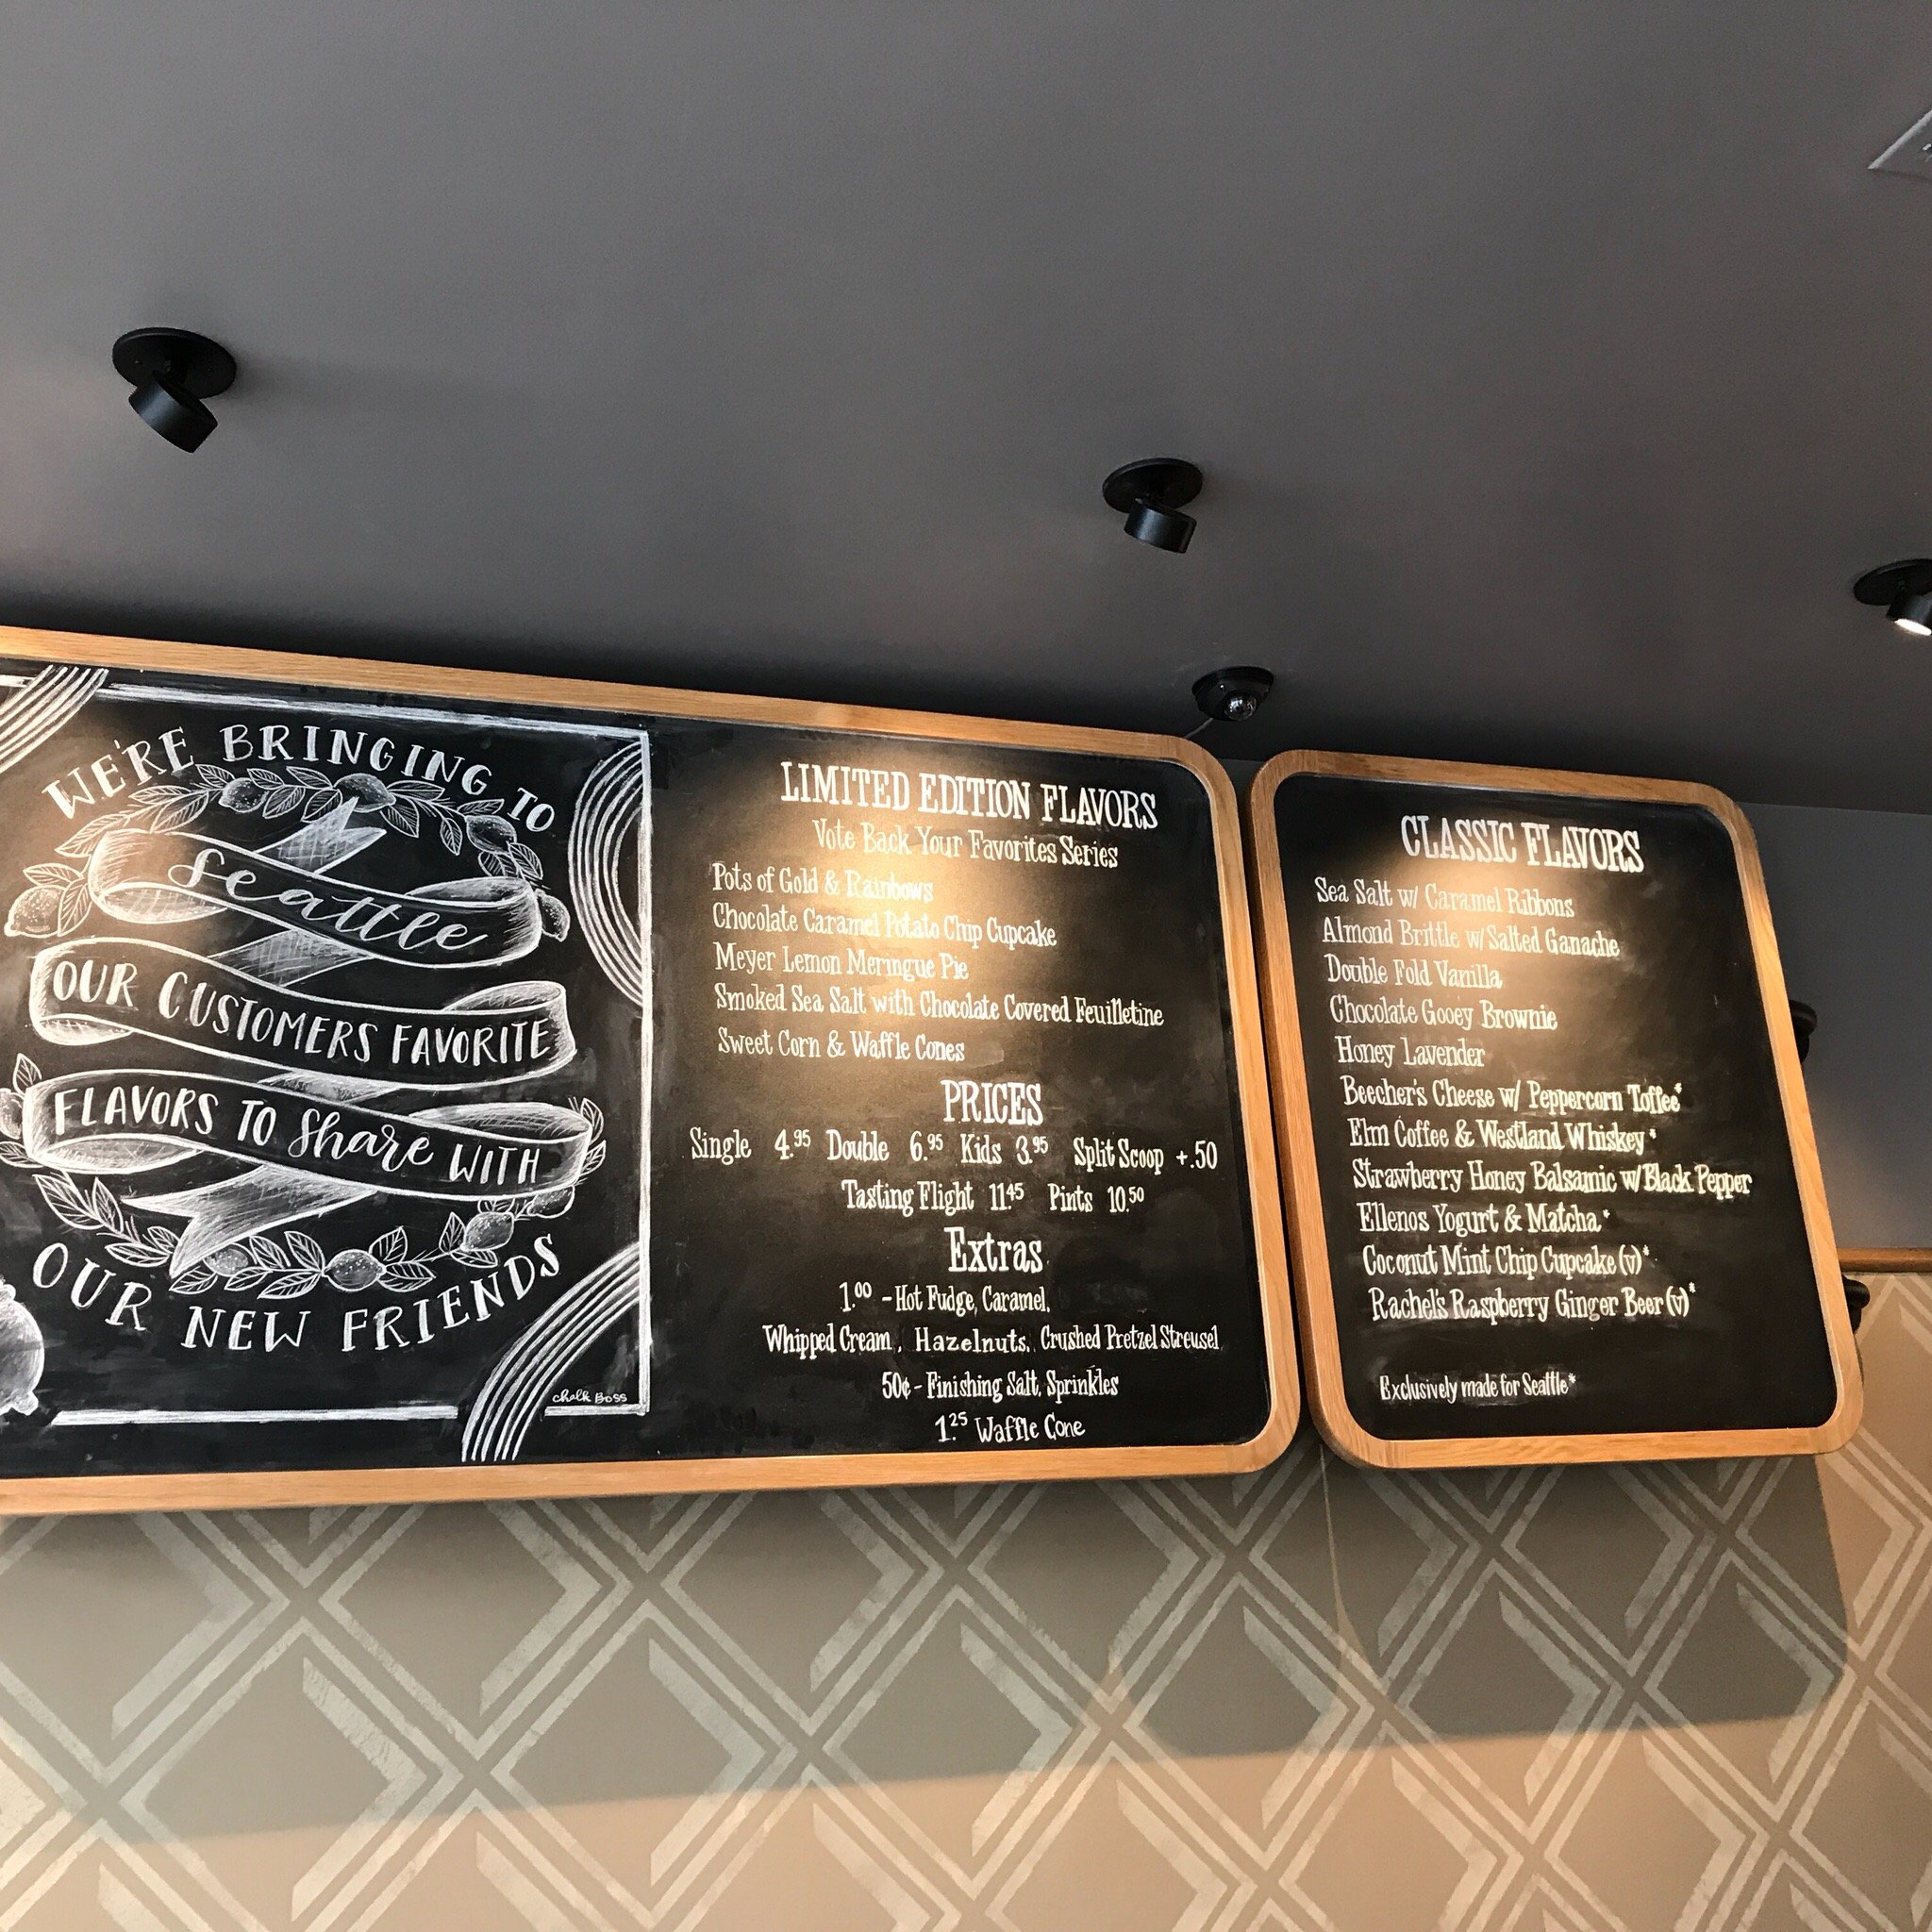 WE'RE BRINGING TO
Seattle
OUR CUSTOMERS FAVORITE
FLAVORS TO share WITH
OUR NEW FRIENDS
chalk Boss
LIMITED EDITION FLAVORS
Vote Back Your Favorites Series
Pots of Gold & Rainbows
Chocolate Caramel Potato Chip Cupcake
Meyer Lemon Meringue Pie
Smoked Sea Salt with Chocolate Covered Feuilletine
Sweet Corn & Waffle Cones
PRICES
Single 4.95 Double 6.95 Kids 3.95 Split Scoop +.50
Tasting Flight 11.45 Pints 10.50
Extras
1.00 - Hot Fudge, Caramel,
Whipped Cream, Hazelnuts, Crushed Pretzel Streusel
50¢ - Finishing Salt, Sprinkles
1.25 Waffle Cone
CLASSIC FLAVORS
Sea Salt w/ Caramel Ribbons
Almond Brittle w/ Salted Ganache
Double Fold Vanilla
Chocolate Gooey Brownie
Honey Lavender
Beecher's Cheese w/ Peppercorn Toffee*
Elm Coffee & Westland Whiskey*
Strawberry Honey Balsamic w/ Black Pepper
Ellenos Yogurt & Matcha*
Coconut Mint Chip Cupcake (v)*
Rachel's Raspberry Ginger Beer (v)*
Exclusively made for Seattle*